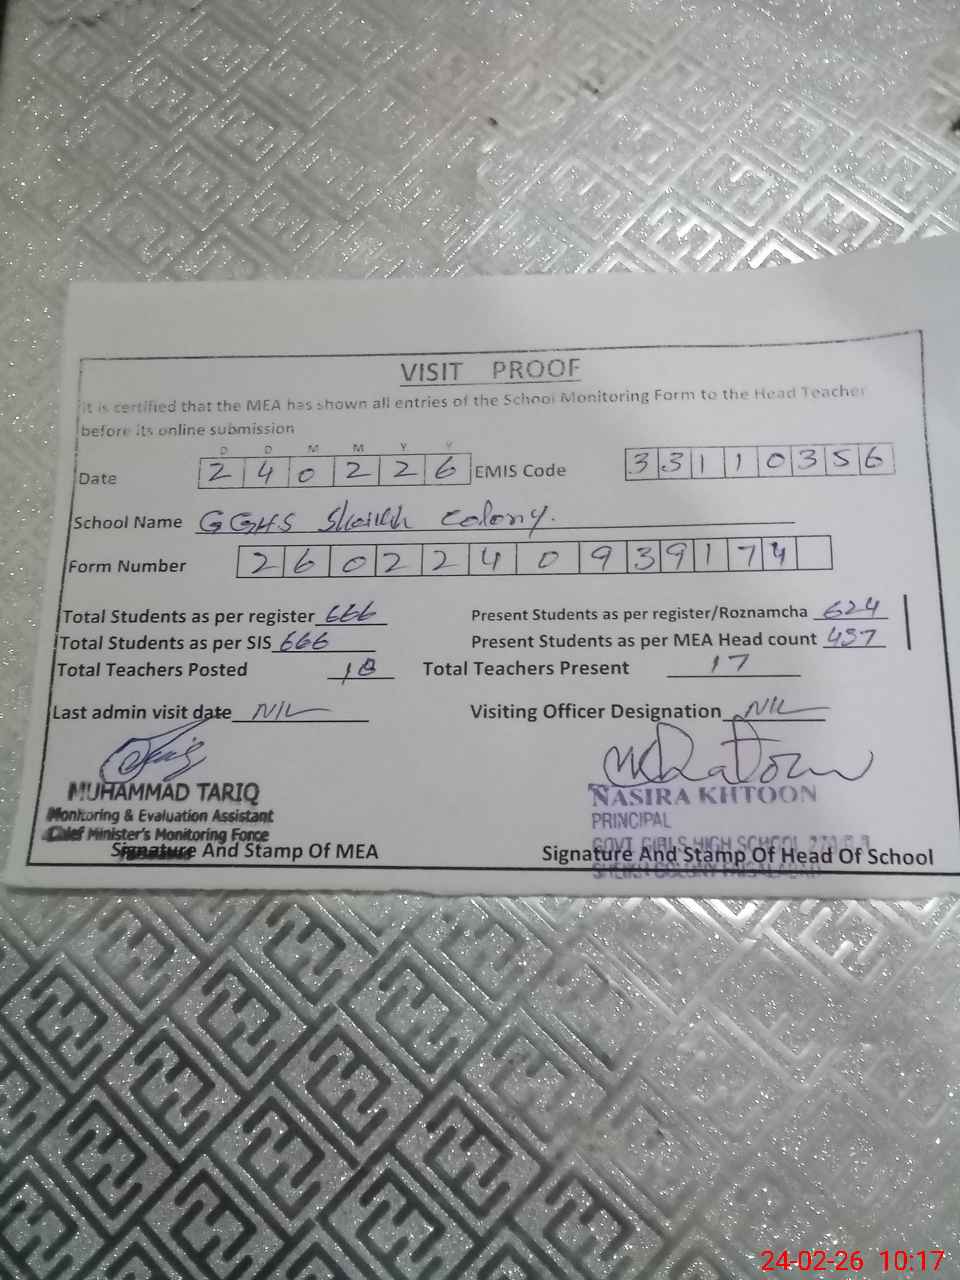 VISIT PROOF
It is certified that the MEA has shown all entries of the School Monitoring Form to the Head Teacher
before its online submission
D D M M Y Y
Date 2 4 0 2 2 6 EMIS Code 3 3 1 1 0 3 5 6
School Name GGHS Sheikh Colony.
Form Number 2 6 0 2 2 4 0 9 3 9 1 7 4
Total Students as per register 666 Present Students as per register/Roznamcha 624
Total Students as per SIS 666 Present Students as per MEA Head count 457
Total Teachers Posted 18 Total Teachers Present 17
Last admin visit date NIL Visiting Officer Designation NIL
MUHAMMAD TARIQ NASIRA KHTOON
Monitoring & Evaluation Assistant PRINCIPAL
Chief Minister's Monitoring Force GOVT GIRLS HIGH SCHOOL
Signature And Stamp Of MEA Signature And Stamp Of Head Of School
SHEIKH COLONY FAISALABAD
24-02-26 10:17